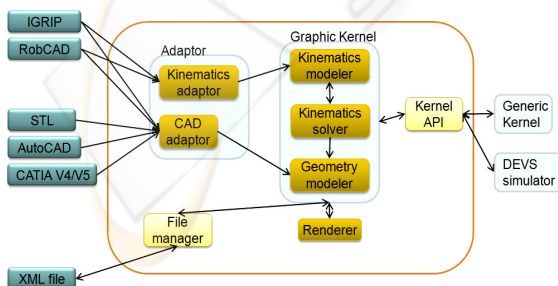 IGRIP
RobCAD
STL
AutoCAD
CATIA V4/V5
XML file
Adaptor
Kinematics
adaptor
CAD
adaptor
Graphic Kernel
Kinematics
modeler
Kinematics
solver
Geometry
modeler
File
manager
Renderer
Kernel
API
Generic
Kernel
DEVS
simulator